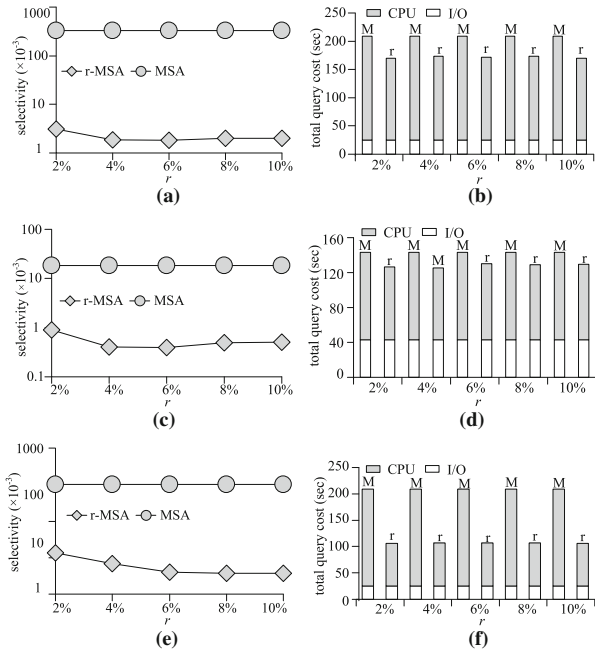 1000
100
10
1
selectivity (×10-3)
r-MSA MSA
2% 4% 6% 8% 10%
r
(a)
CPU I/O
250
200
150
100
50
0
total query cost (sec)
M r M r M r M r M r
2% 4% 6% 8% 10%
r
(b)
100
10
1
0.1
selectivity (×10-3)
r-MSA MSA
2% 4% 6% 8% 10%
r
(c)
CPU I/O
160
120
80
40
0
total query cost (sec)
M r M M M r M r M r
2% 4% 6% 8% 10%
r
(d)
1000
100
10
1
selectivity (×10-3)
r-MSA MSA
2% 4% 6% 8% 10%
r
(e)
CPU I/O
250
200
150
100
50
0
total query cost (sec)
M r M r M r M r M r
2% 4% 6% 8% 10%
r
(f)